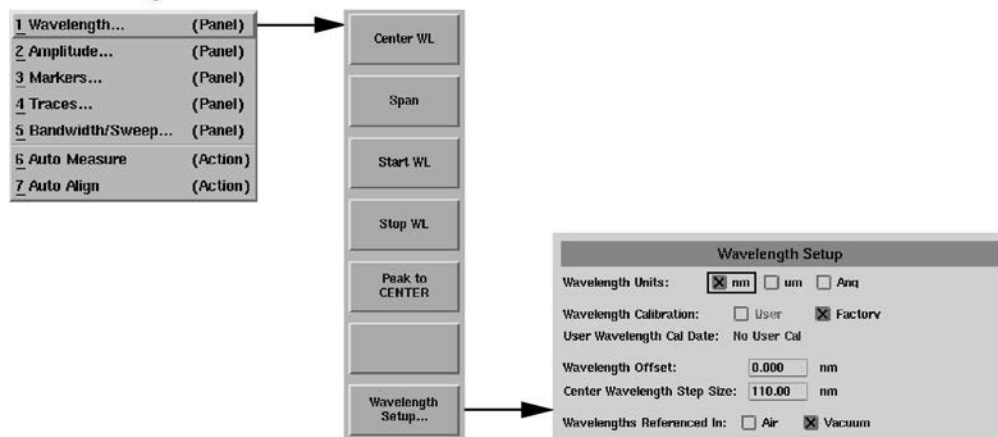 1 Wavelength... (Panel)
2 Amplitude... (Panel)
3 Markers... (Panel)
4 Traces... (Panel)
5 Bandwidth/Sweep... (Panel)
6 Auto Measure (Action)
7 Auto Align (Action)
Center WL
Span
Start WL
Stop WL
Peak to
CENTER
Wavelength
Setup...
Wavelength Setup
Wavelength Units: nm um Ang
Wavelength Calibration: User Factory
User Wavelength Cal Date: No User Cal
Wavelength Offset: 0.000 nm
Center Wavelength Step Size: 110.00 nm
Wavelengths Referenced In: Air Vacuum